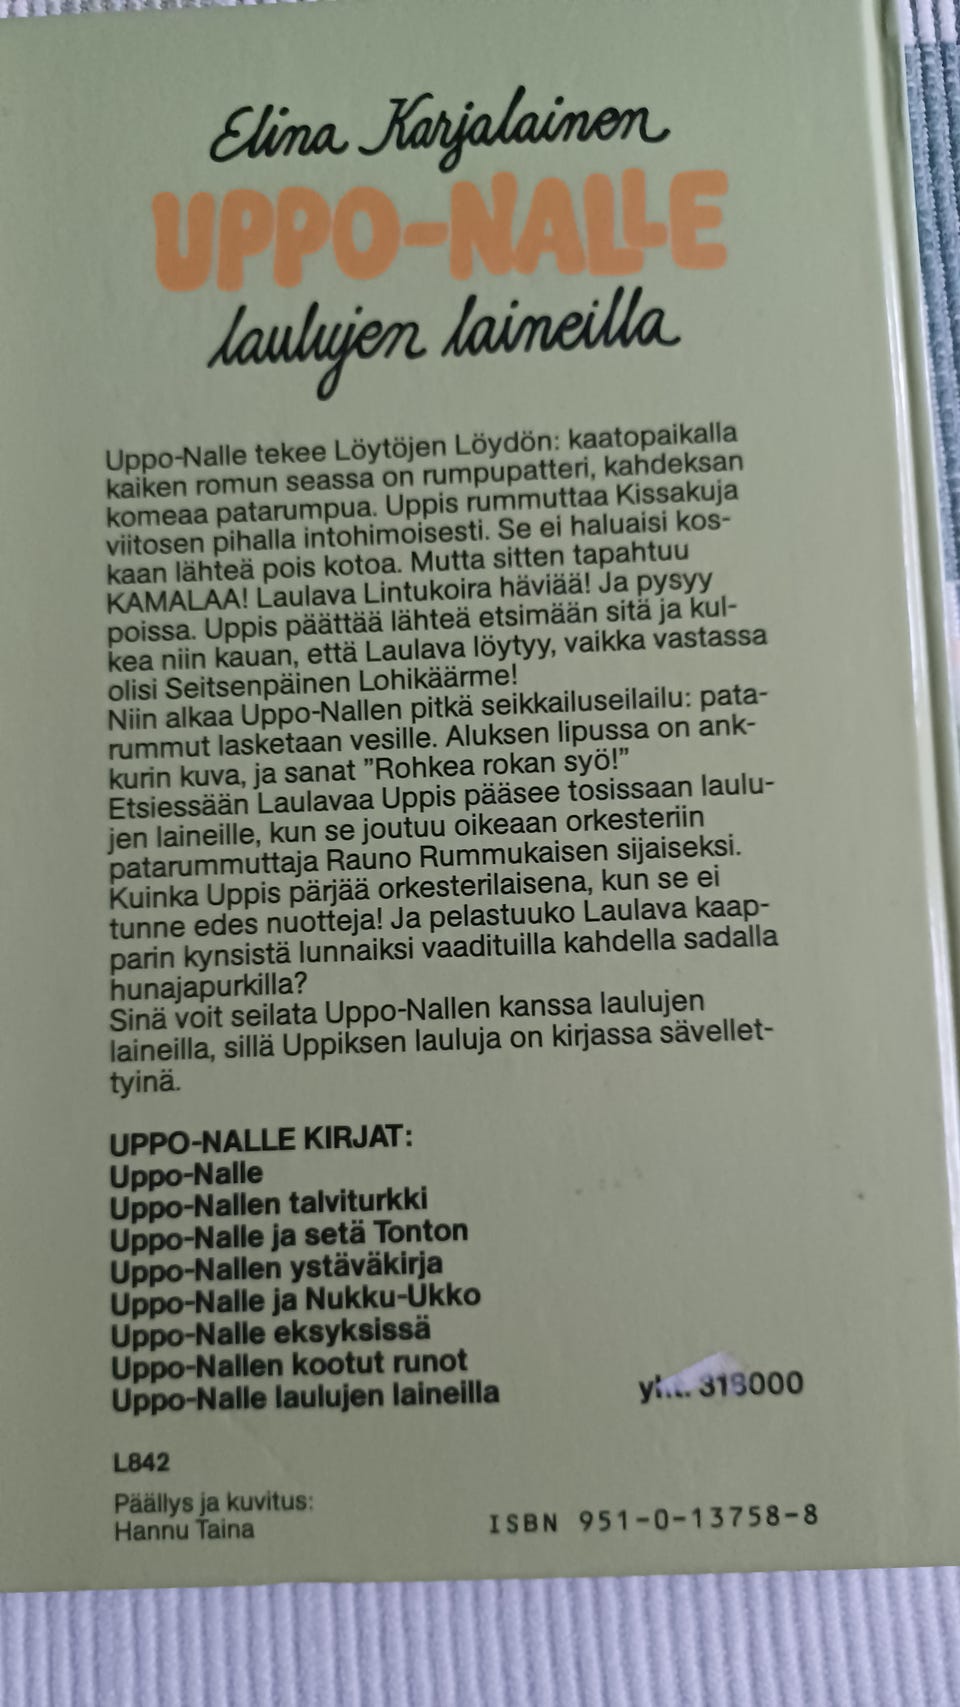 Elina Karjalainen
UPPO-NALLE
laulujen laineilla
Uppo-Nalle tekee Löytöjen Löydön: kaatopaikalla
kaiken romun seassa on rumpupatteri, kahdeksan
komeaa patarumpua. Uppis rummuttaa Kissakuja
viitosen pihalla intohimoisesti. Se ei haluaisi kos-
kaan lähteä pois kotoa. Mutta sitten tapahtuu
KAMALAA! Laulava Lintukoira häviää! Ja pysyy
poissa. Uppis päättää lähteä etsimään sitä ja kul-
kea niin kauan, että Laulava löytyy, vaikka vastassa
olisi Seitsenpäinen Lohikäärme!
Niin alkaa Uppo-Nallen pitkä seikkailuseilailu: pata-
rummut lasketaan vesille. Aluksen lipussa on ank-
kurin kuva, ja sanat ”Rohkea rokan syö!”
Etsiessään Laulavaa Uppis pääsee tosissaan laulu-
jen laineille, kun se joutuu oikeaan orkesteriin
patarummuttaja Rauno Rummukaisen sijaiseksi.
Kuinka Uppis pärjää orkesterilaisena, kun se ei
tunne edes nuotteja! Ja pelastuuko Laulava kaap-
parin kynsistä lunnaiksi vaadituilla kahdella sadalla
hunajapurkilla?
Sinä voit seilata Uppo-Nallen kanssa laulujen
laineilla, sillä Uppiksen lauluja on kirjassa sävellet-
tyinä.
UPPO-NALLE KIRJAT:
Uppo-Nalle
Uppo-Nallen talviturkki
Uppo-Nalle ja setä Tonton
Uppo-Nallen ystäväkirja
Uppo-Nalle ja Nukku-Ukko
Uppo-Nalle eksyksissä
Uppo-Nallen kootut runot
Uppo-Nalle laulujen laineilla
L842
Päällys ja kuvitus:
Hannu Taina
ISBN 951-0-13758-8